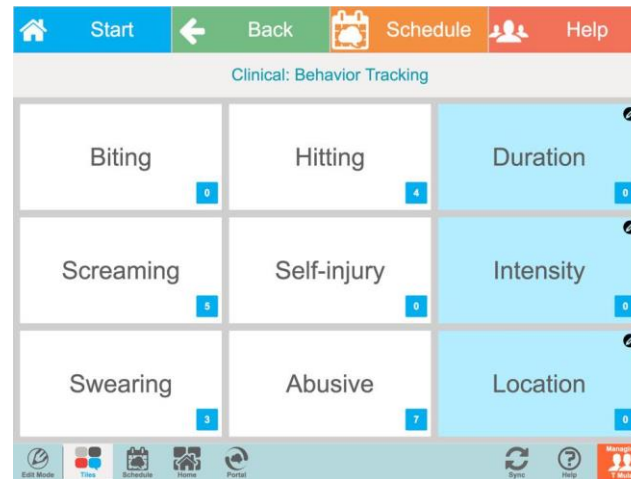 Start Back Schedule Help
Clinical: Behavior Tracking
Biting Hitting Duration
0 4 0
Screaming Self-injury Intensity
5 0 0
Swearing Abusive Location
3 7 0
Edit Mode Tiles Schedule Home Portal Sync Help